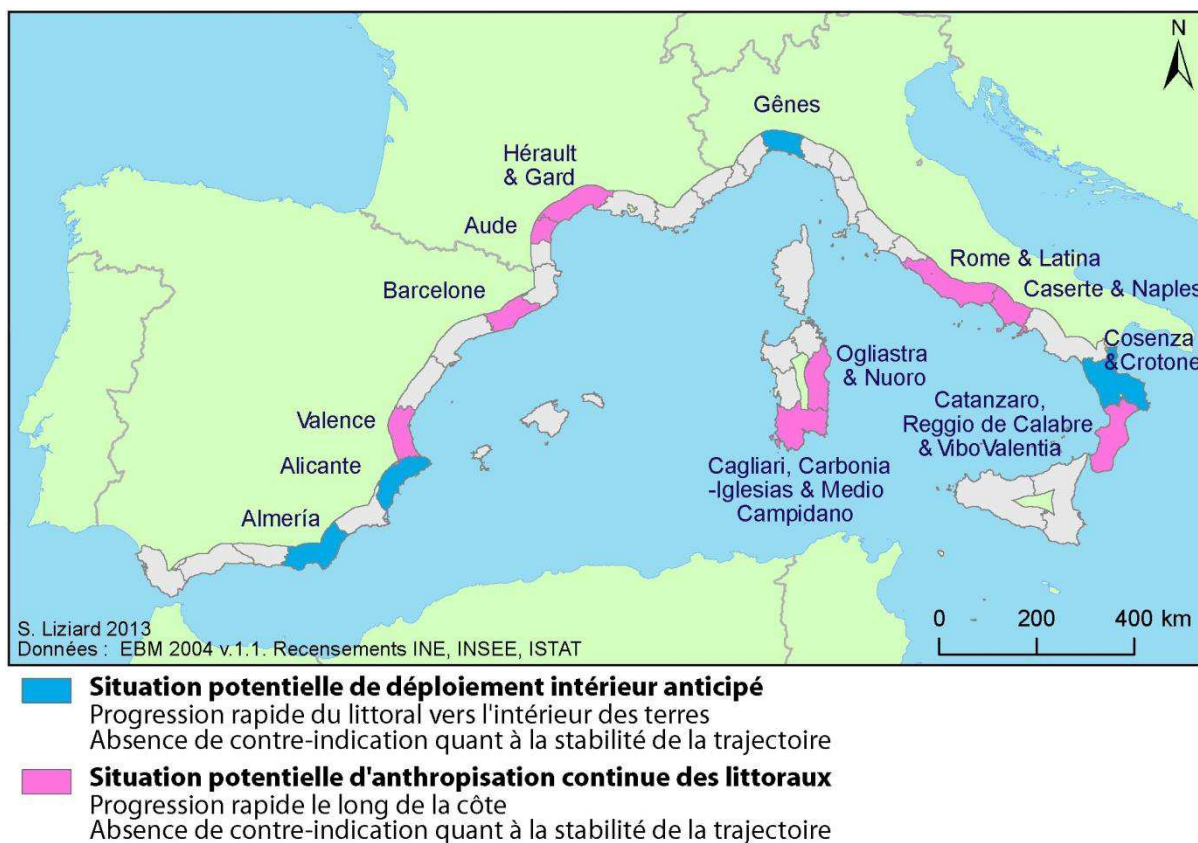 N
Gênes
Hérault
& Gard
Aude
Rome & Latina
Barcelone
Caserte & Naples
Cosenza
&Crotone
Ogliastra
& Nuoro
Catanzaro,
Reggio de Calabre
& Vibo Valentia
Valence
Cagliari, Carbonia
-Iglesias & Medio
Campidano
Alicante
Almería
0 200 400 km
S. Liziard 2013
Données : EBM 2004 v.1.1. Recensements INE, INSEE, ISTAT
Situation potentielle de déploiement intérieur anticipé
Progression rapide du littoral vers l'intérieur des terres
Absence de contre-indication quant à la stabilité de la trajectoire
Situation potentielle d'anthropisation continue des littoraux
Progression rapide le long de la côte
Absence de contre-indication quant à la stabilité de la trajectoire